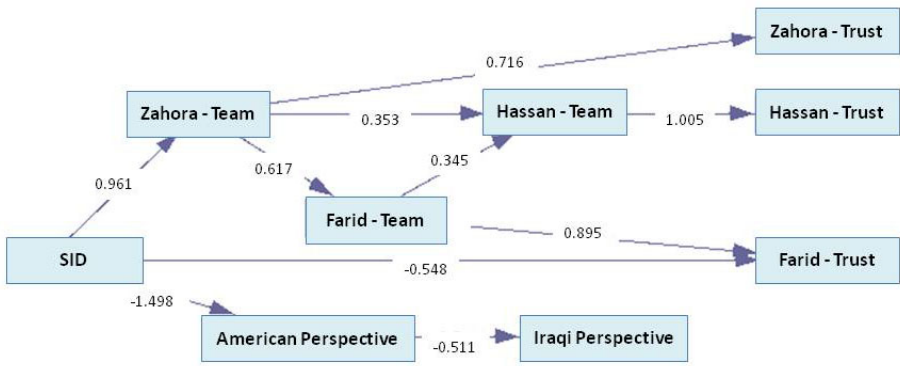 Zahora - Trust
0.716
Zahora - Team
0.353
Hassan - Team
1.005
Hassan - Trust
0.617
0.345
0.961
Farid - Team
0.895
SID
-0.548
Farid - Trust
-1.498
American Perspective
-0.511
Iraqi Perspective